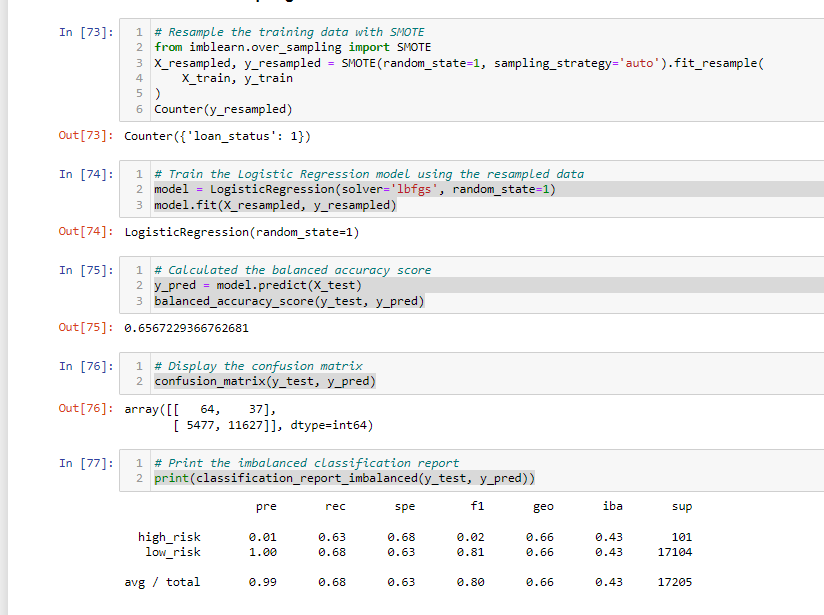 In [73]:
1 # Resample the training data with SMOTE
2 from imblearn.over_sampling import SMOTE
3 X_resampled, y_resampled = SMOTE(random_state=1, sampling_strategy='auto').fit_resample(
4     X_train, y_train
5 )
6 Counter(y_resampled)
Out[73]: Counter({'loan_status': 1})
In [74]:
1 # Train the Logistic Regression model using the resampled data
2 model = LogisticRegression(solver='lbfgs', random_state=1)
3 model.fit(X_resampled, y_resampled)
Out[74]: LogisticRegression(random_state=1)
In [75]:
1 # Calculated the balanced accuracy score
2 y_pred = model.predict(X_test)
3 balanced_accuracy_score(y_test, y_pred)
Out[75]: 0.6567229366762681
In [76]:
1 # Display the confusion matrix
2 confusion_matrix(y_test, y_pred)
Out[76]: array([[   64,    37],
[ 5477, 11627]], dtype=int64)
In [77]:
1 # Print the imbalanced classification report
2 print(classification_report_imbalanced(y_test, y_pred))
pre rec spe f1 geo iba sup
high_risk 0.01 0.63 0.68 0.02 0.66 0.43 101
low_risk 1.00 0.68 0.63 0.81 0.66 0.43 17104
avg / total 0.99 0.68 0.63 0.80 0.66 0.43 17205